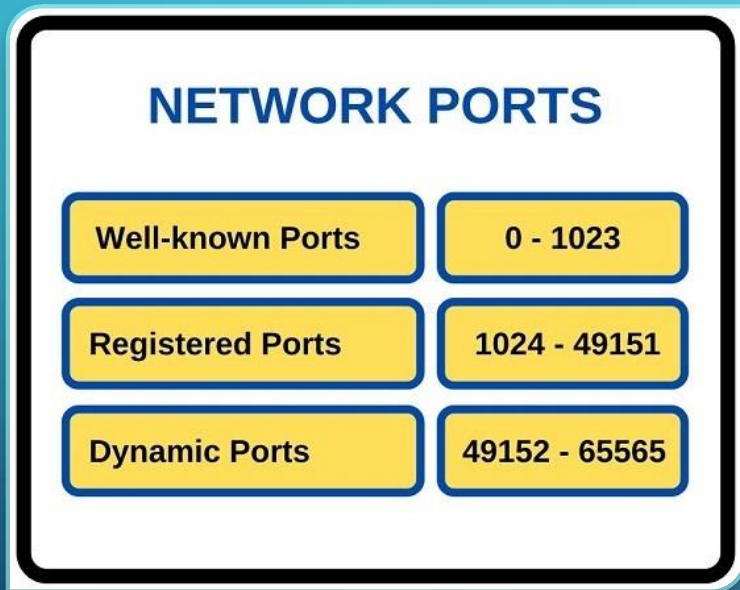 NETWORK PORTS
Well-known Ports 0 - 1023
Registered Ports 1024 - 49151
Dynamic Ports 49152 - 65565